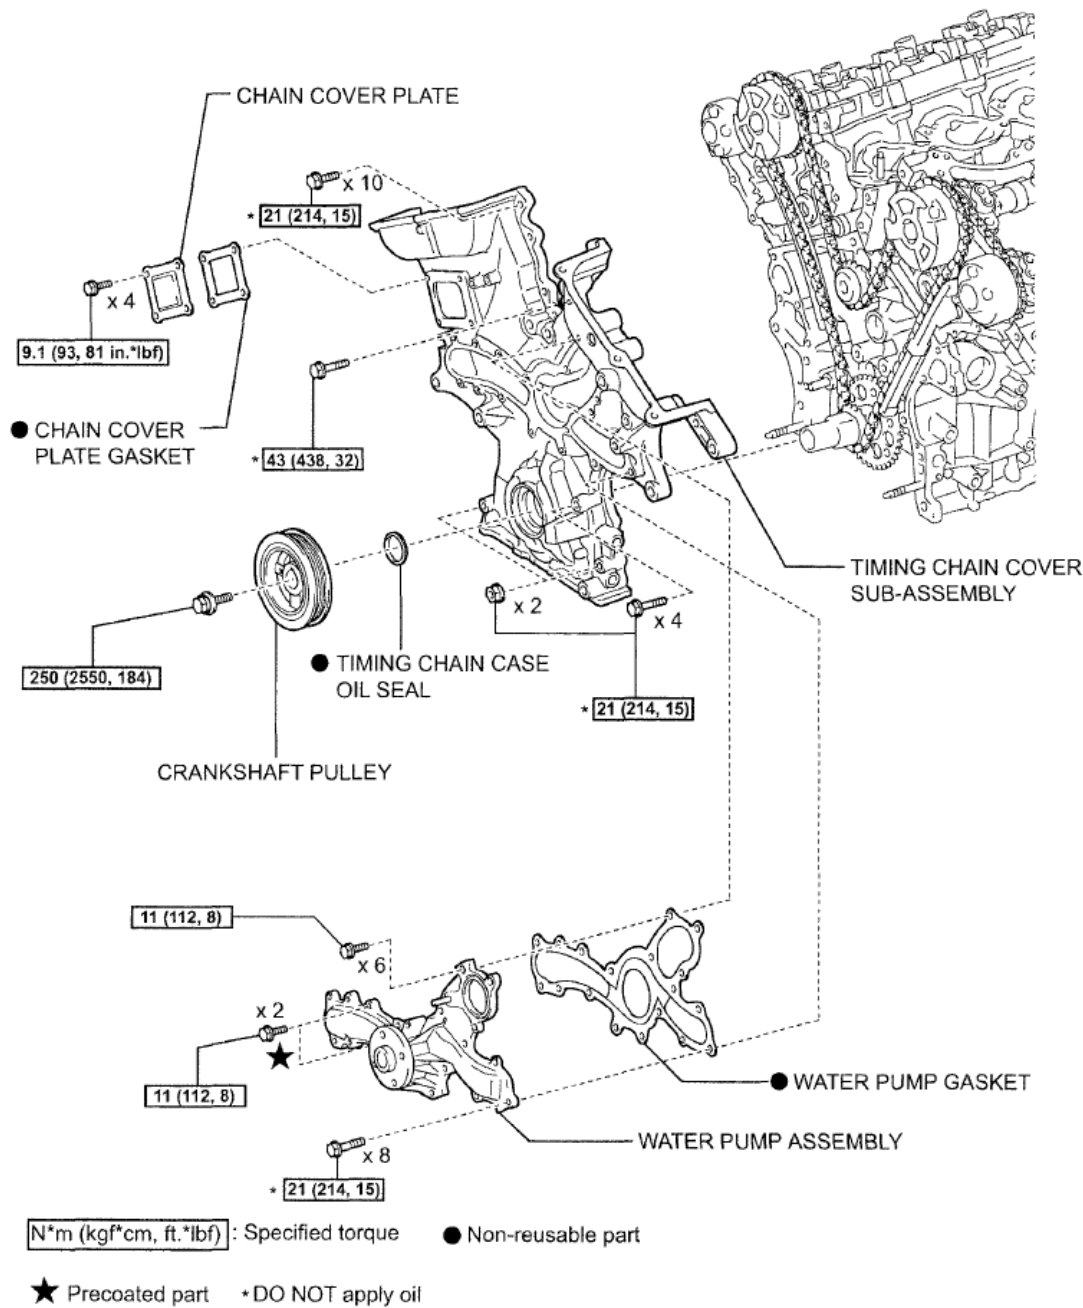 CHAIN COVER PLATE
x 10
* 21 (214, 15)
x 4
9.1 (93, 81 in.*lbf)
● CHAIN COVER
PLATE GASKET
* 43 (438, 32)
TIMING CHAIN COVER
SUB-ASSEMBLY
x 2
x 4
250 (2550, 184)
● TIMING CHAIN CASE
OIL SEAL
* 21 (214, 15)
CRANKSHAFT PULLEY
11 (112, 8)
x 6
x 2
★
11 (112, 8)
● WATER PUMP GASKET
WATER PUMP ASSEMBLY
x 8
* 21 (214, 15)
N*m (kgf*cm, ft.*lbf) : Specified torque ● Non-reusable part
★ Precoated part * DO NOT apply oil